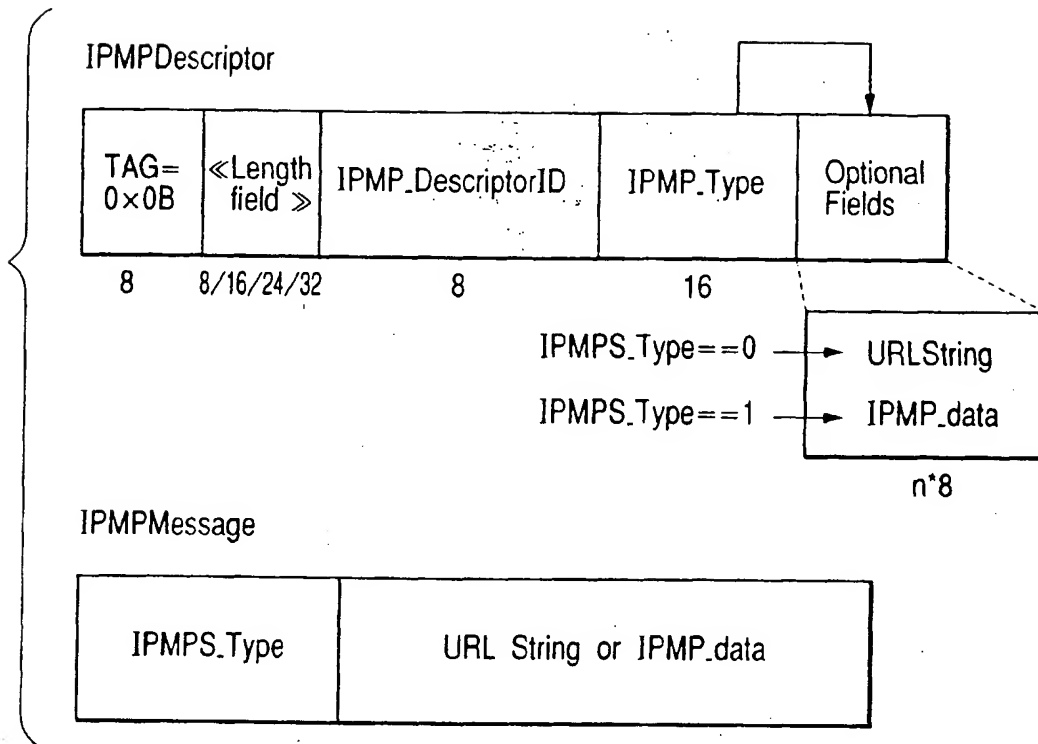 IPMPDescriptor
TAG=
0×0B
≪Length
field ≫
IPMP_DescriptorID
IPMP_Type
Optional
Fields
8
8/16/24/32
8
16
IPMPS_Type==0
URLString
IPMPS_Type==1
IPMP_data
n*8
IPMPMessage
IPMPS_Type
URL String or IPMP_data